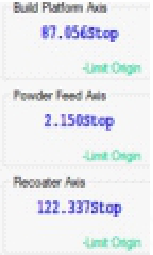 Build Platform Axis
87.056Stop
-Limit Origin
Powder Feed Axis
2.150Stop
-Limit Origin
Recoater Axis
122.337Stop
-Limit Origin